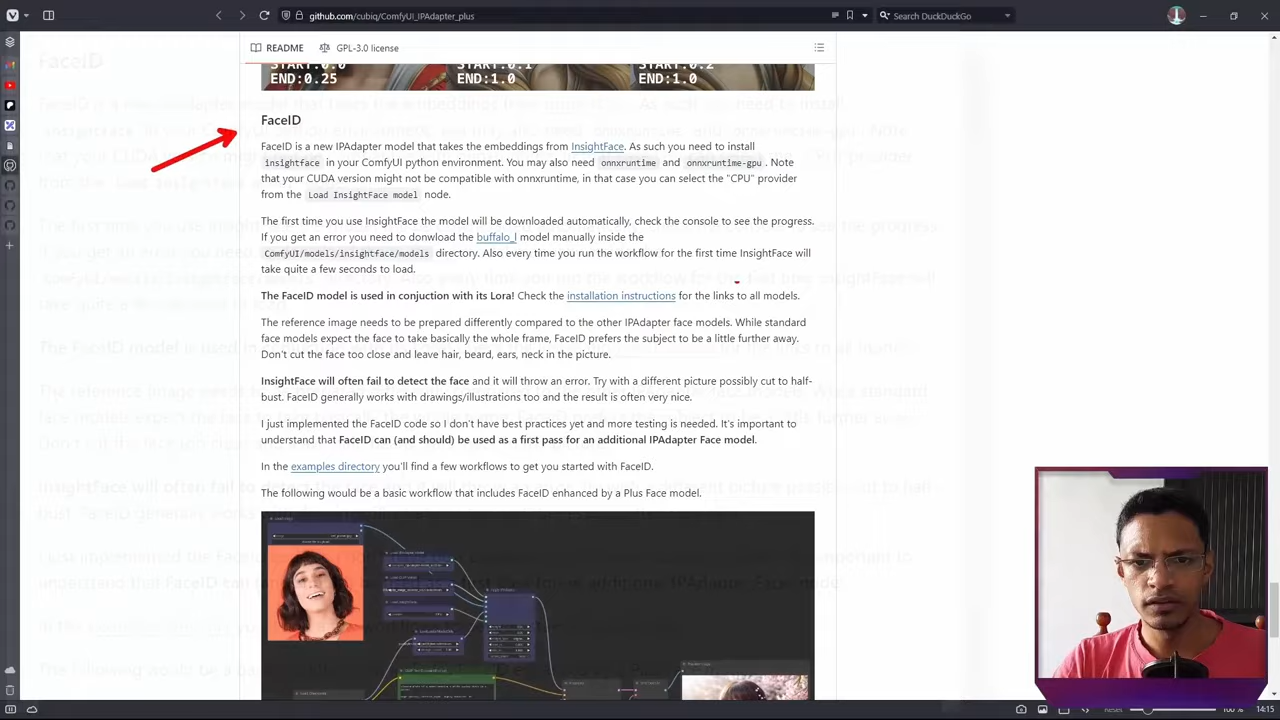 github.com/cubiq/ComfyUI_IPAdapter_plus
Search DuckDuckGo
README
GPL-3.0 license
START:0.0
START:0.1
START:0.2
END:0.25
END:1.0
END:1.0
FaceID
FaceID is a new IPAdapter model that takes the embeddings from InsightFace. As such you need to install
insightface in your ComfyUI python environment. You may also need onnxruntime and onnxruntime-gpu. Note
that your CUDA version might not be compatible with onnxruntime, in that case you can select the "CPU" provider
from the Load InsightFace model node.
The first time you use InsightFace the model will be downloaded automatically, check the console to see the progress.
If you get an error you need to donwload the buffalo_l model manually inside the
ComfyUI/models/insightface/models directory. Also every time you run the workflow for the first time InsightFace will
take quite a few seconds to load.
The FaceID model is used in conjuction with its Lora! Check the installation instructions for the links to all models.
The reference image needs to be prepared differently compared to the other IPAdapter face models. While standard
face models expect the face to take basically the whole frame, FaceID prefers the subject to be a little further away.
Don't cut the face too close and leave hair, beard, ears, neck in the picture.
InsightFace will often fail to detect the face and it will throw an error. Try with a different picture possibly cut to half-
bust. FaceID generally works with drawings/illustrations too and the result is often very nice.
I just implemented the FaceID code so I don't have best practices yet and more testing is needed. It's important to
understand that FaceID can (and should) be used as a first pass for an additional IPAdapter Face model.
In the examples directory you'll find a few workflows to get you started with FaceID.
The following would be a basic workflow that includes FaceID enhanced by a Plus Face model.
Reset
100 %
14:15